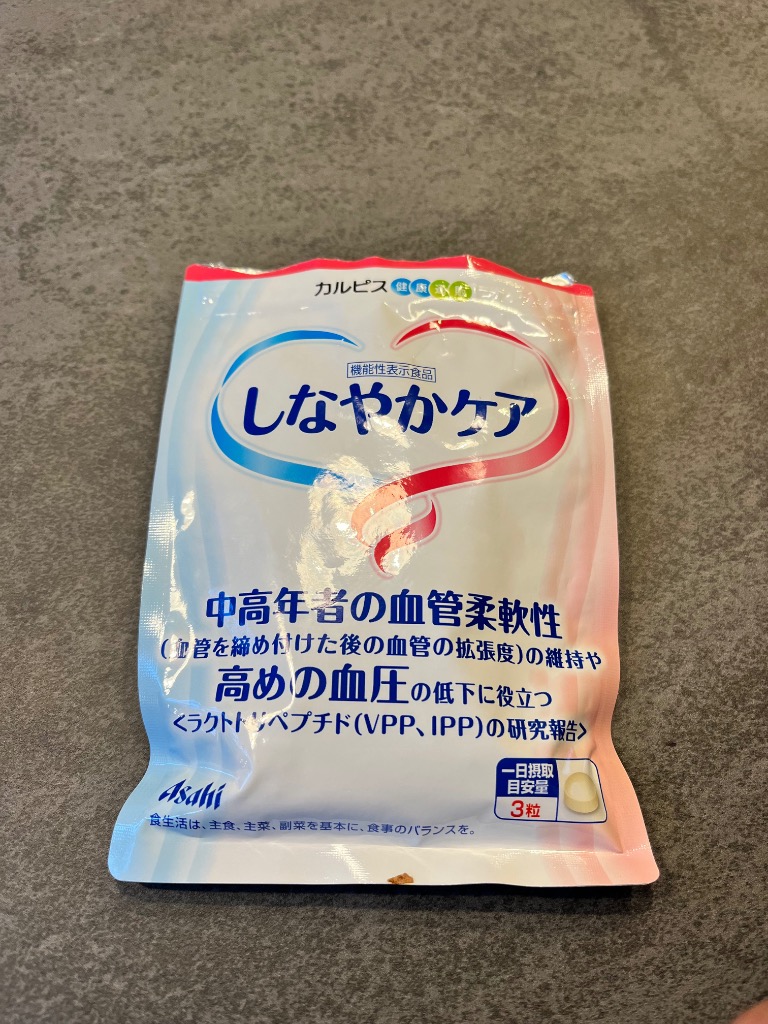 カルピス健康通販
機能性表示食品
しなやかケア
中高年者の血管柔軟性
(血管を締め付けた後の血管の拡張度)の維持や
高めの血圧の低下に役立つ
<ラクトトリペプチド(VPP、IPP)の研究報告>
一日摂取
目安量
3粒
Asahi
食生活は、主食、主菜、副菜を基本に、食事のバランスを。